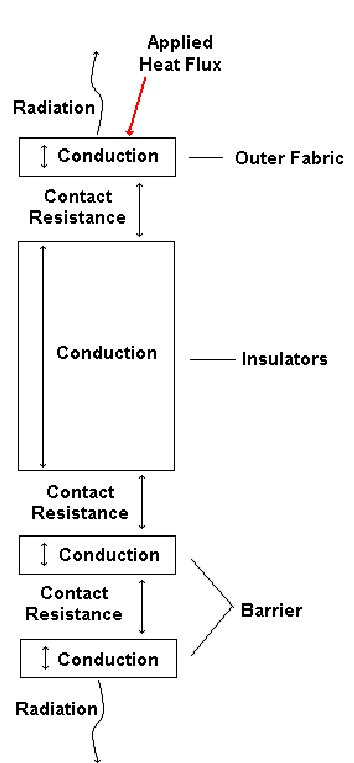 Applied
Heat Flux
Radiation
Conduction
Outer Fabric
Contact
Resistance
Conduction
Insulators
Contact
Resistance
Conduction
Contact
Resistance
Barrier
Conduction
Radiation